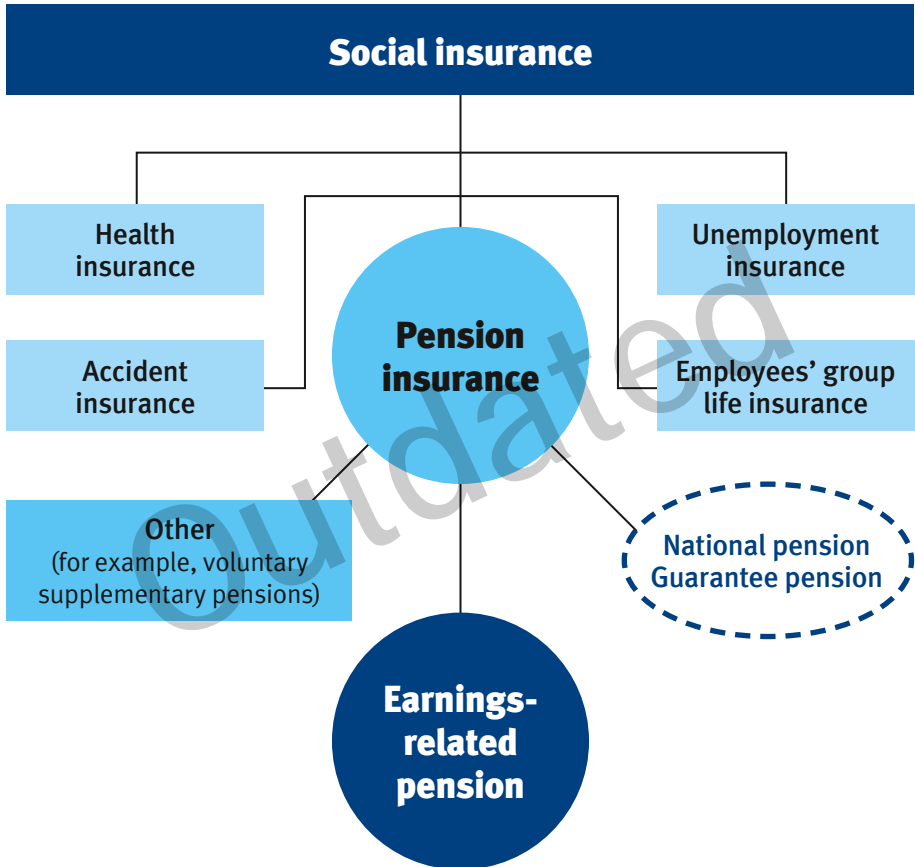 Social insurance
Health
insurance
Unemployment
insurance
Pension
insurance
Accident
insurance
Employees’ group
life insurance
Other
(for example, voluntary
supplementary pensions)
National pension
Guarantee pension
Earnings-
related
pension
Outdated